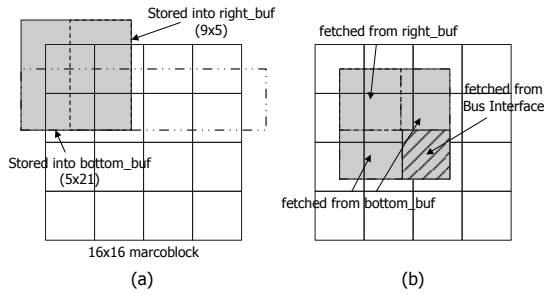 Stored into right_buf
(9x5)
Stored into bottom_buf
(5x21)
16x16 marcoblock
(a)
fetched from right_buf
fetched from
Bus Interface
fetched from bottom_buf
(b)